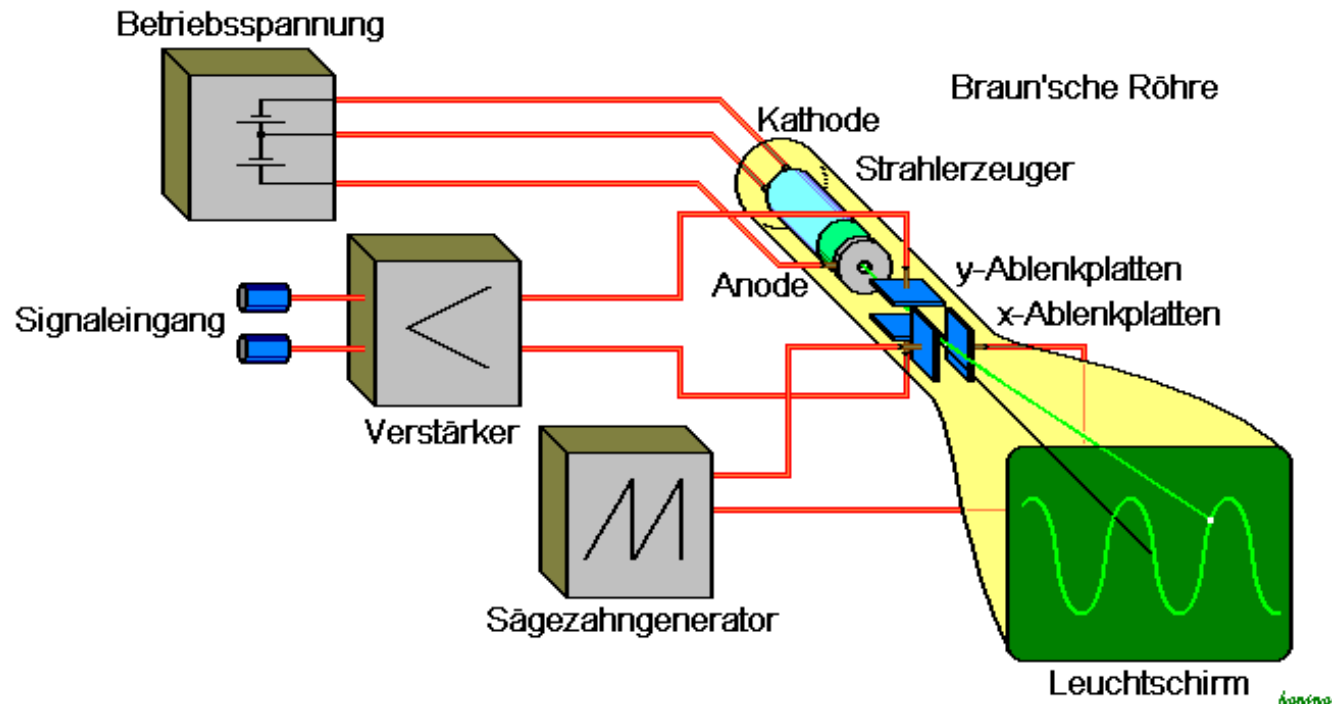 Betriebsspannung
Braun'sche Röhre
Kathode
Strahlerzeuger
Anode
y-Ablenkplatten
x-Ablenkplatten
Signaleingang
Verstärker
Sägezahngenerator
Leuchtschirm